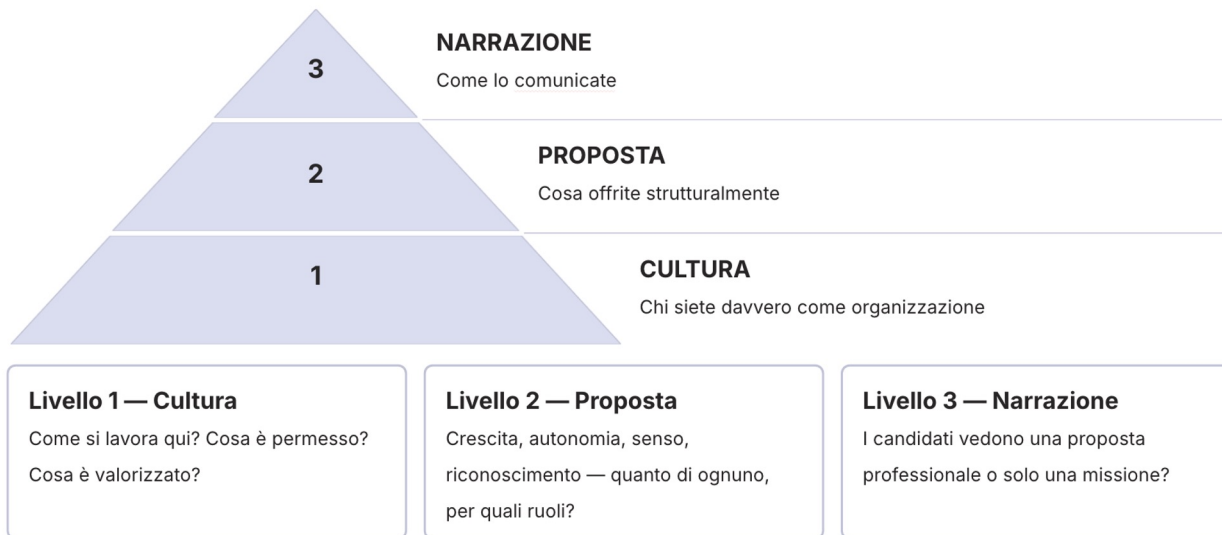 3
NARRAZIONE
Come lo comunicate
2
PROPOSTA
Cosa offrite strutturalmente
1
CULTURA
Chi siete davvero come organizzazione
Livello 1 — Cultura
Come si lavora qui? Cosa è permesso?
Cosa è valorizzato?
Livello 2 — Proposta
Crescita, autonomia, senso,
riconoscimento — quanto di ognuno,
per quali ruoli?
Livello 3 — Narrazione
I candidati vedono una proposta
professionale o solo una missione?